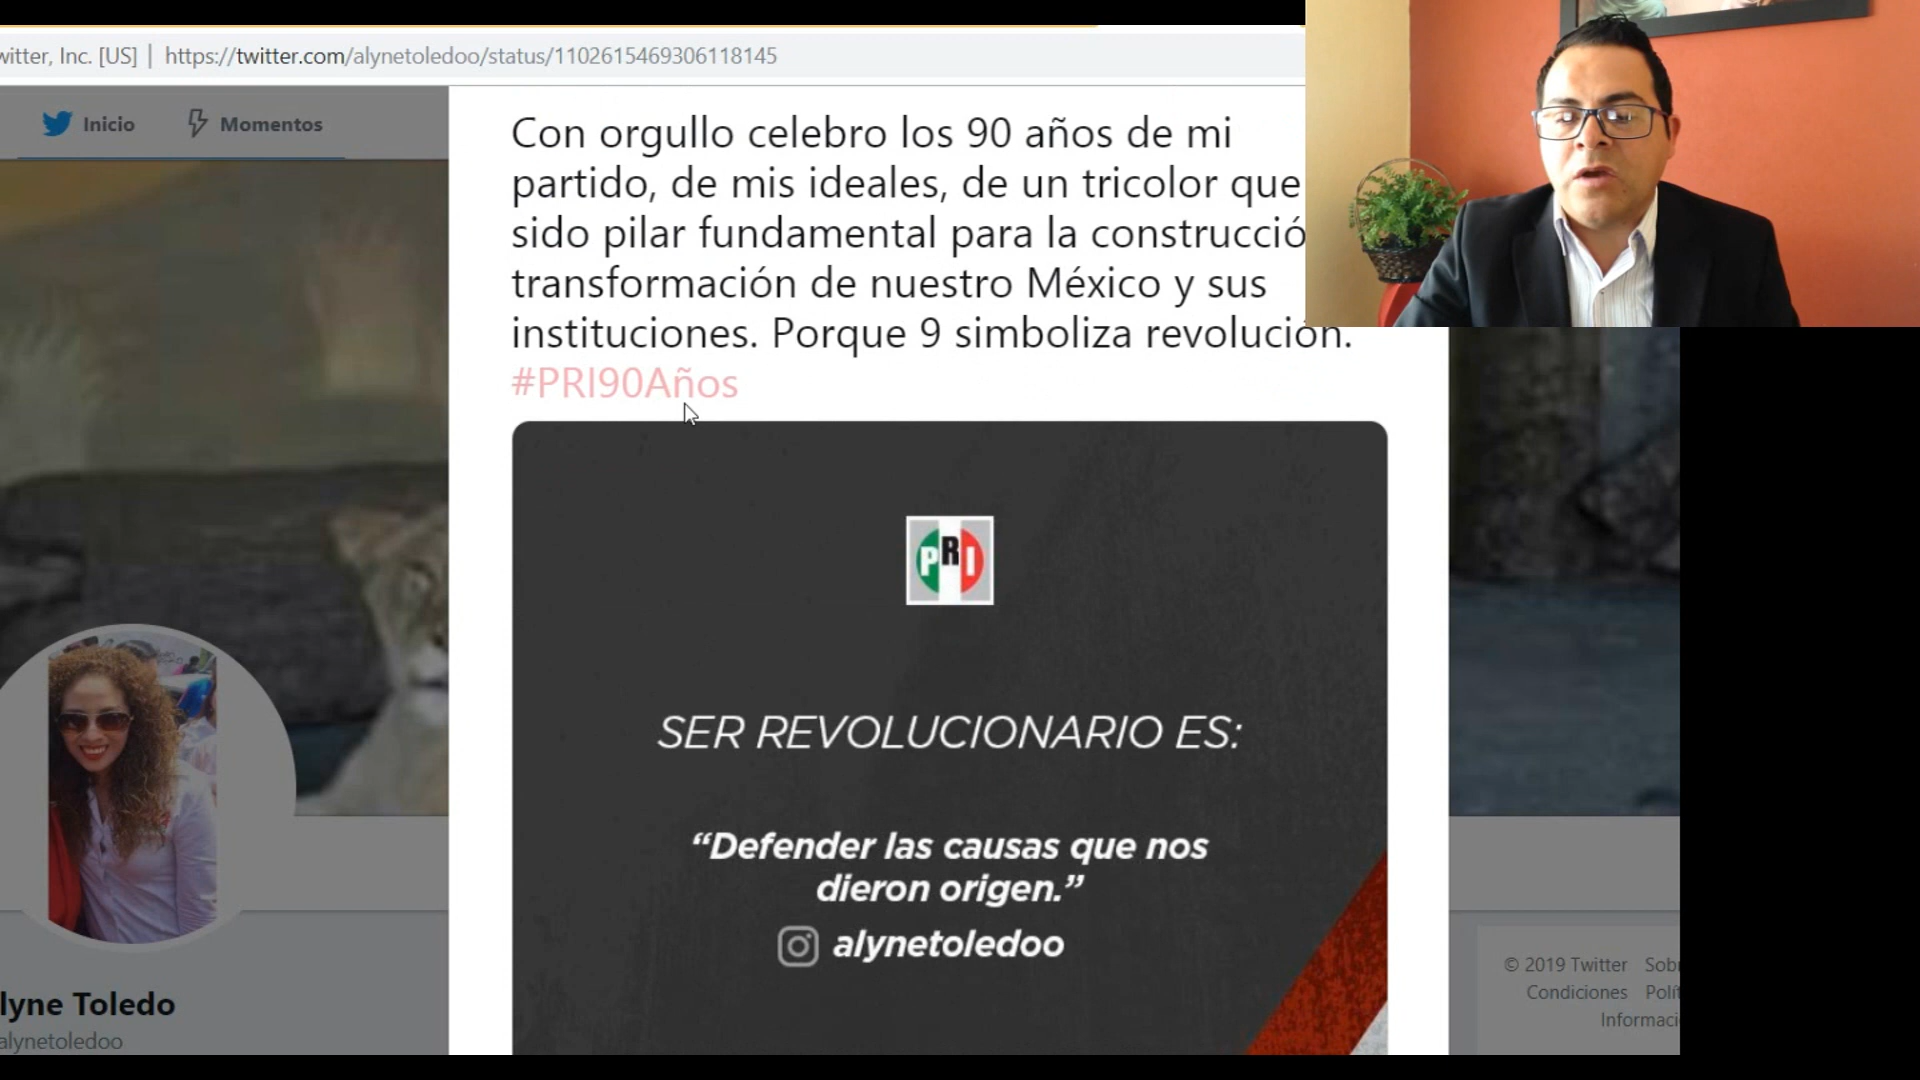 witter, Inc. [US] | https://twitter.com/alynetoledoo/status/1102615469306118145
Inicio
Momentos
Con orgullo celebro los 90 años de mi
partido, de mis ideales, de un tricolor que
sido pilar fundamental para la construcció
transformación de nuestro México y sus
instituciones. Porque 9 simboliza revolución.
#PRI90Años
PRI
SER REVOLUCIONARIO ES:
“Defender las causas que nos
dieron origen.”
alynetoledoo
lyne Toledo
alynetoledoo
© 2019 Twitter Sob
Condiciones Polít
Informaci